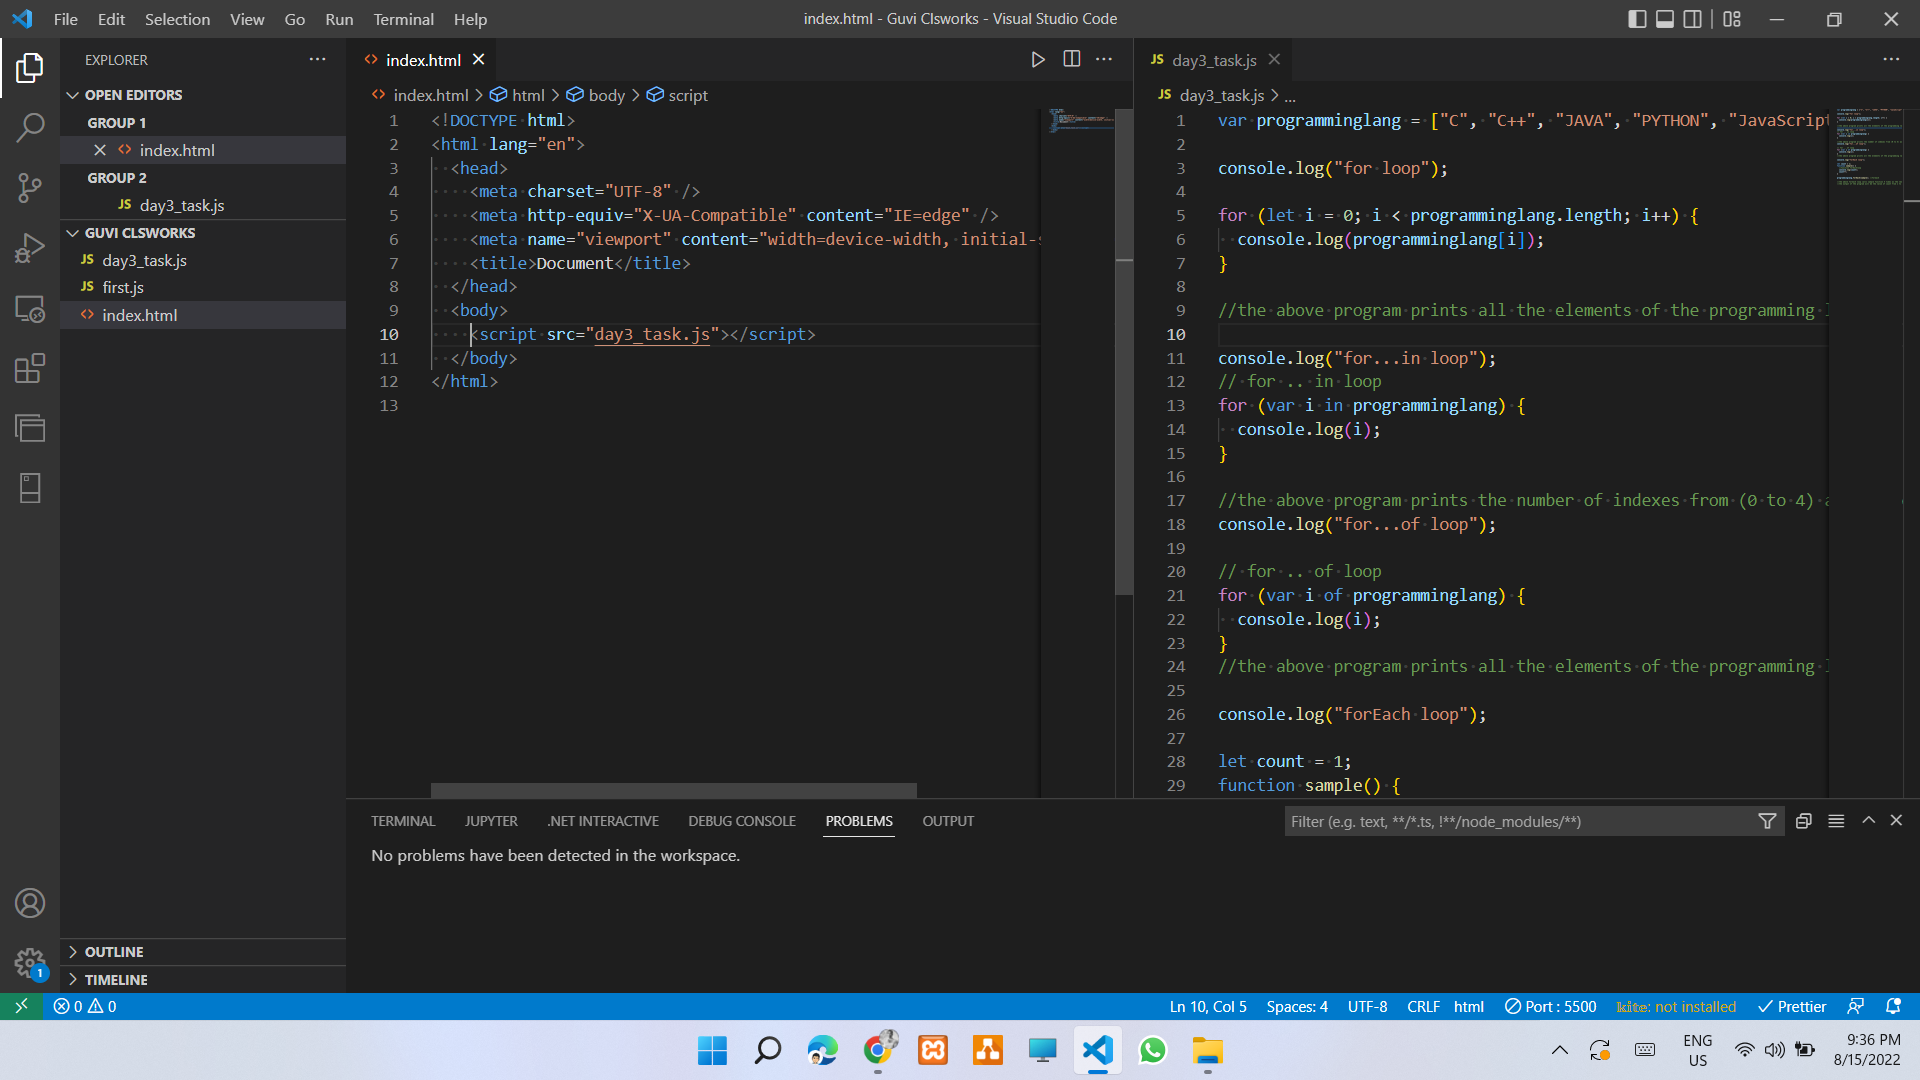 File Edit Selection View Go Run Terminal Help
index.html - Guvi Clsworks - Visual Studio Code
EXPLORER
OPEN EDITORS
GROUP 1
index.html
GROUP 2
JS day3_task.js
GUVI CLSWORKS
JS day3_task.js
JS first.js
index.html
OUTLINE
TIMELINE
1
index.html
index.html > html > body > script
1 <!DOCTYPE html>
2 <html lang="en">
3 <head>
4 <meta charset="UTF-8" />
5 <meta http-equiv="X-UA-Compatible" content="IE=edge" />
6 <meta name="viewport" content="width=device-width, initial-s
7 <title>Document</title>
8 </head>
9 <body>
10 <script src="day3_task.js"></script>
11 </body>
12 </html>
13
JS day3_task.js
JS day3_task.js > ...
1 var programminglang = ["C", "C++", "JAVA", "PYTHON", "JavaScript
2
3 console.log("for loop");
4
5 for (let i = 0; i < programminglang.length; i++) {
6 console.log(programminglang[i]);
7 }
8
9 //the above program prints all the elements of the programming l
10
11 console.log("for...in loop");
12 // for .. in loop
13 for (var i in programminglang) {
14 console.log(i);
15 }
16
17 //the above program prints the number of indexes from (0 to 4) a
18 console.log("for...of loop");
19
20 // for .. of loop
21 for (var i of programminglang) {
22 console.log(i);
23 }
24 //the above program prints all the elements of the programming l
25
26 console.log("forEach loop");
27
28 let count = 1;
29 function sample() {
TERMINAL JUPYTER .NET INTERACTIVE DEBUG CONSOLE PROBLEMS OUTPUT
Filter (e.g. text, **/*.ts, !**/node_modules/**)
No problems have been detected in the workspace.
0 0
Ln 10, Col 5 Spaces: 4 UTF-8 CRLF html Port : 5500 kite: not installed Prettier
ENG
US
9:36 PM
8/15/2022